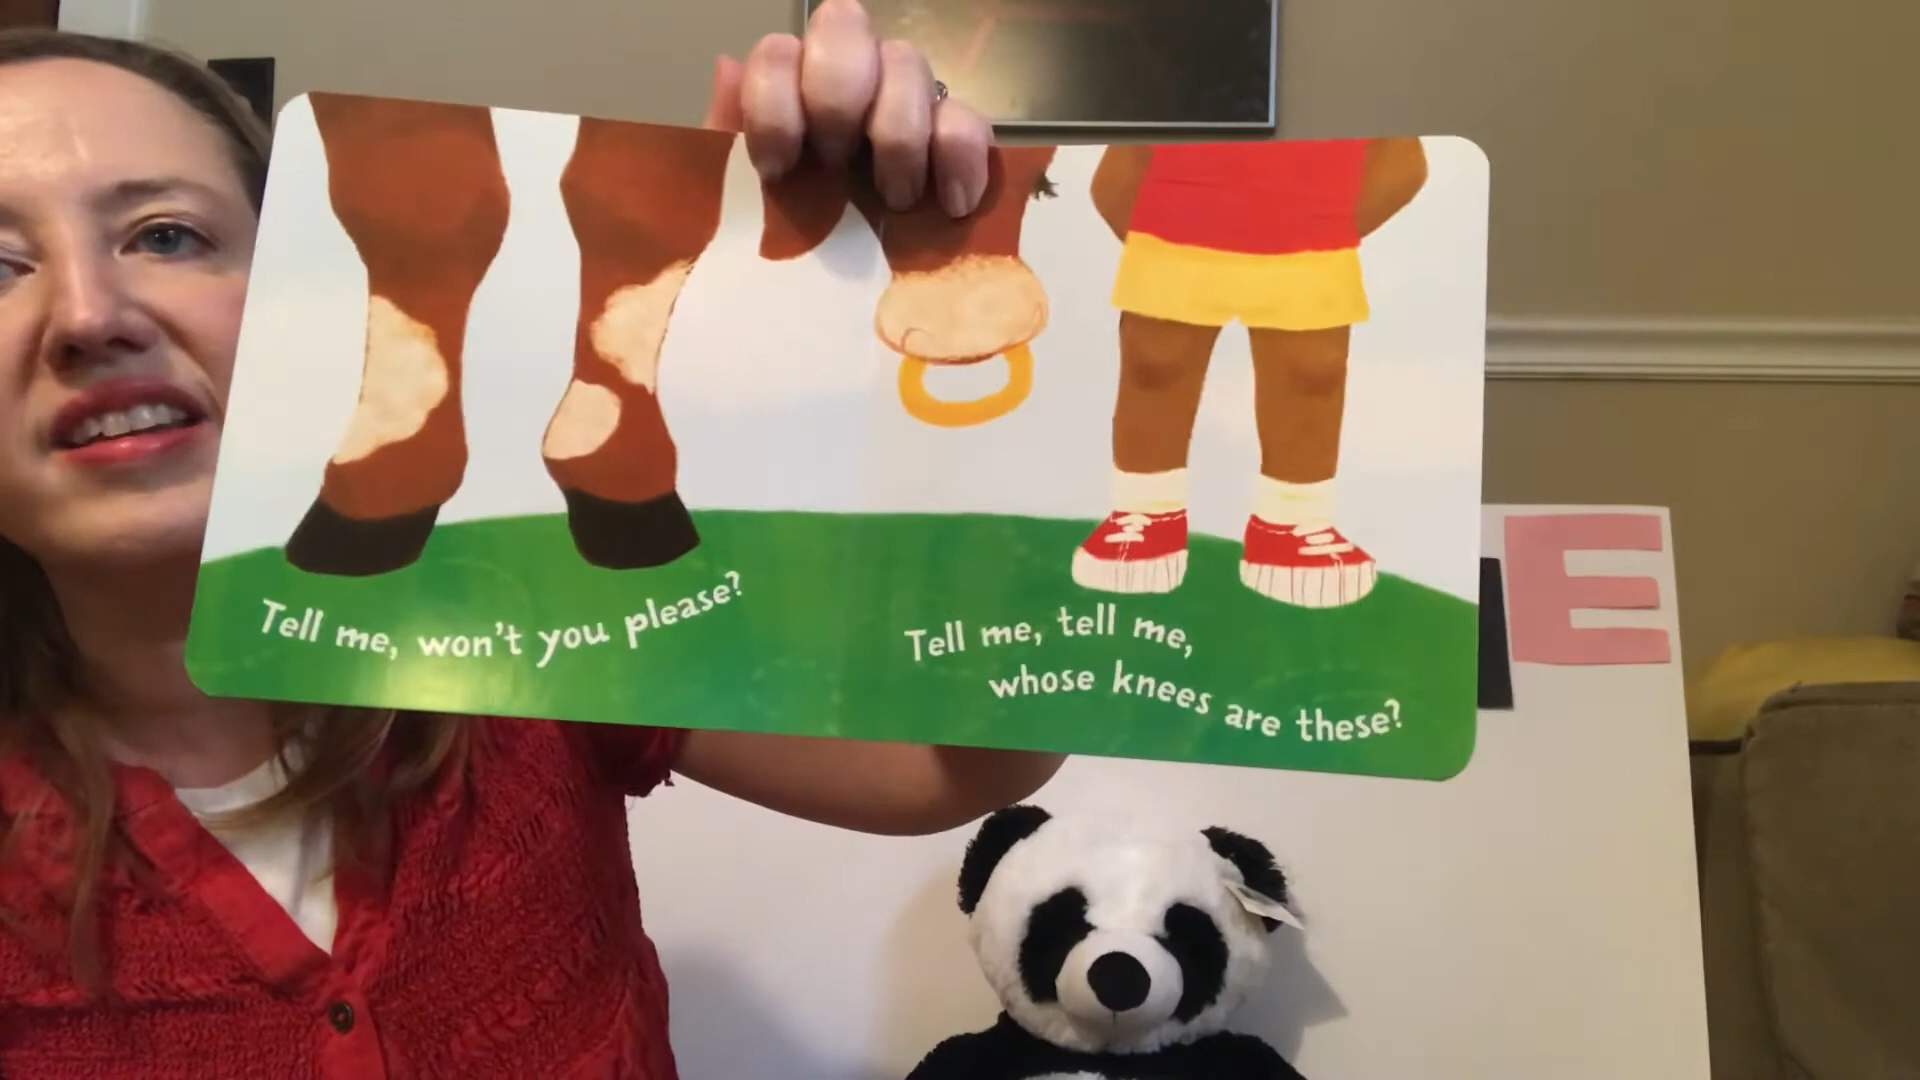 Tell me, won't you please?
Tell me, tell me,
whose knees are these?
E